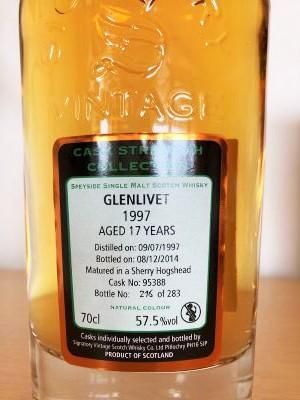 VINTAGE
CASK STRENGTH
COLLECTION
SPEYSIDE SINGLE MALT SCOTCH WHISKY
GLENLIVET
1997
AGED 17 YEARS
Distilled on: 09/07/1997
Bottled on: 08/12/2014
Matured in a Sherry Hogshead
Cask No: 95388
Bottle No: 216 of 283
NATURAL COLOUR
70cl 57.5%vol
Casks individually selected and bottled by
Signatory Vintage Scotch Whisky Co. Ltd Pitlochry PH16 5JP
PRODUCT OF SCOTLAND